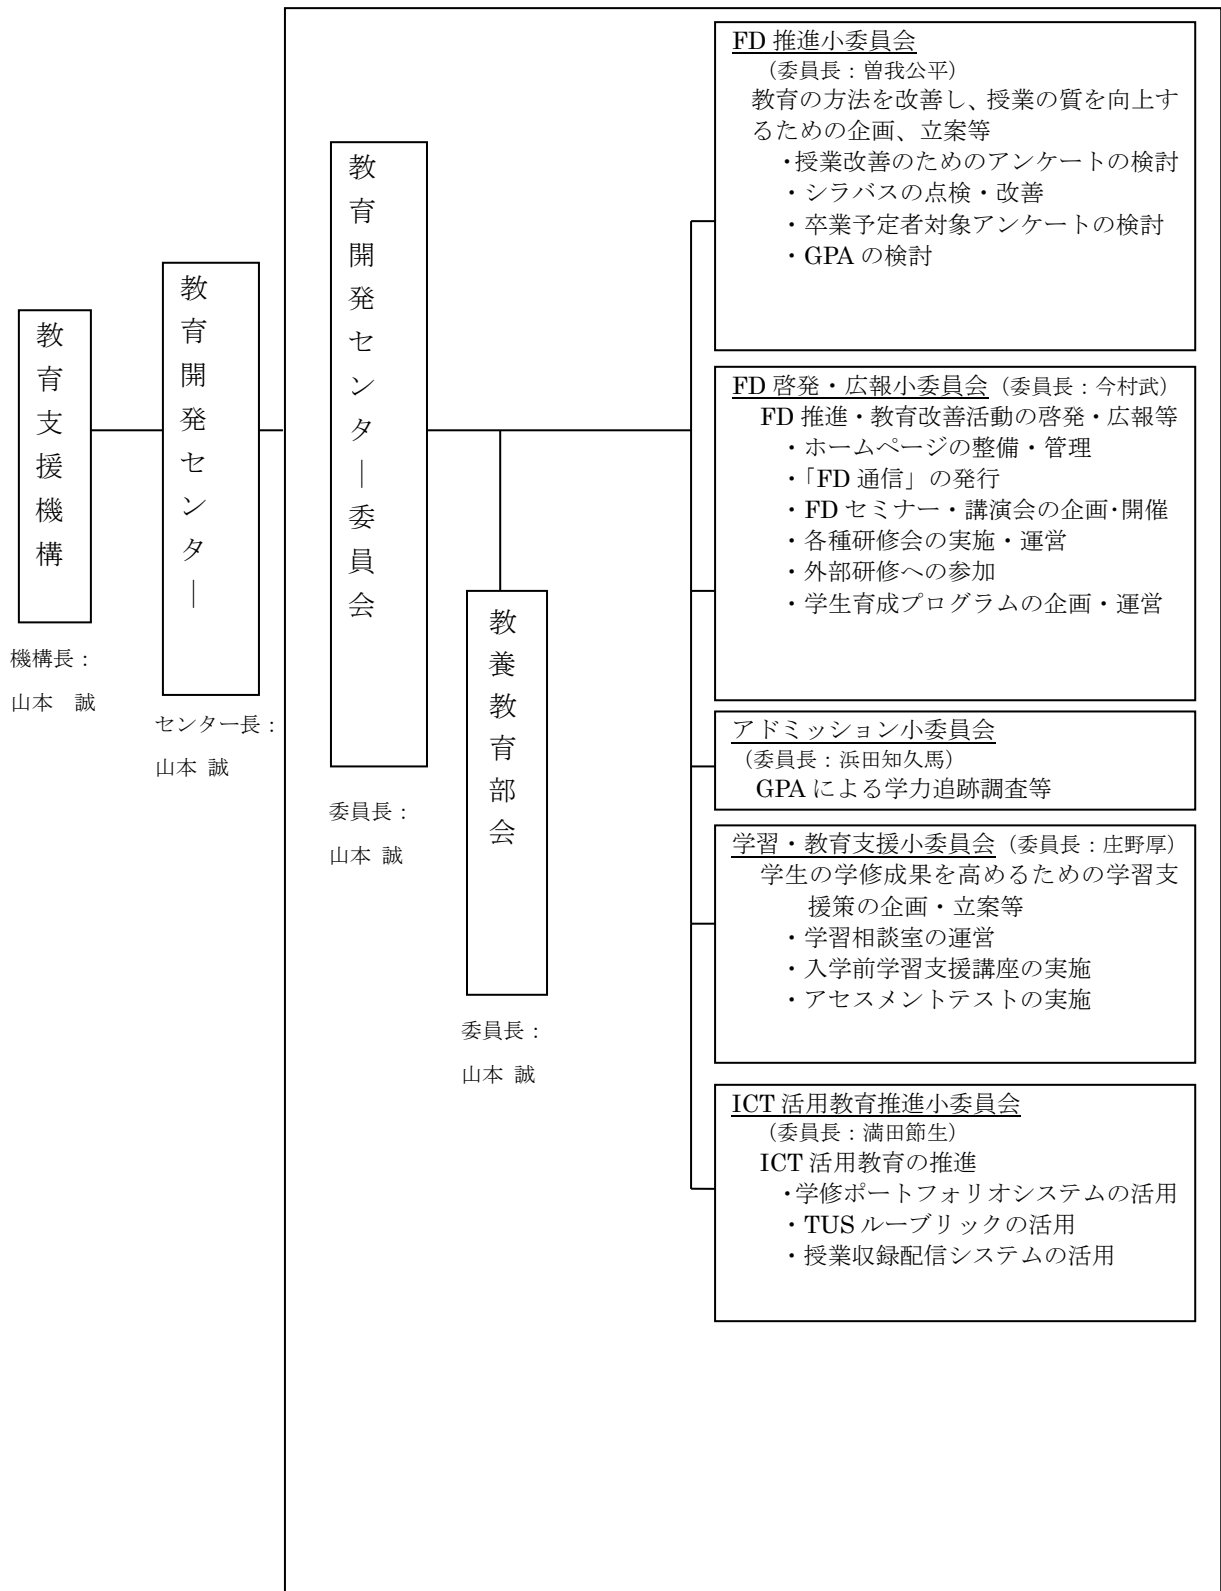 教育支援機構
機構長：
山本　誠
教育開発センター
センター長：
山本 誠
教育開発センター委員会
委員長：
山本 誠
教養教育部会
委員長：
山本 誠
FD 推進小委員会
（委員長：曽我公平）
教育の方法を改善し、授業の質を向上す
るための企画、立案等
・授業改善のためのアンケートの検討
・シラバスの点検・改善
・卒業予定者対象アンケートの検討
・GPA の検討
FD 啓発・広報小委員会（委員長：今村武）
FD 推進・教育改善活動の啓発・広報等
・ホームページの整備・管理
・「FD 通信」の発行
・FD セミナー・講演会の企画・開催
・各種研修会の実施・運営
・外部研修への参加
・学生育成プログラムの企画・運営
アドミッション小委員会
（委員長：浜田知久馬）
GPA による学力追跡調査等
学習・教育支援小委員会（委員長：庄野厚）
学生の学修成果を高めるための学習支
援策の企画・立案等
・学習相談室の運営
・入学前学習支援講座の実施
・アセスメントテストの実施
ICT 活用教育推進小委員会
（委員長：満田節生）
ICT 活用教育の推進
・学修ポートフォリオシステムの活用
・TUS ルーブリックの活用
・授業収録配信システムの活用